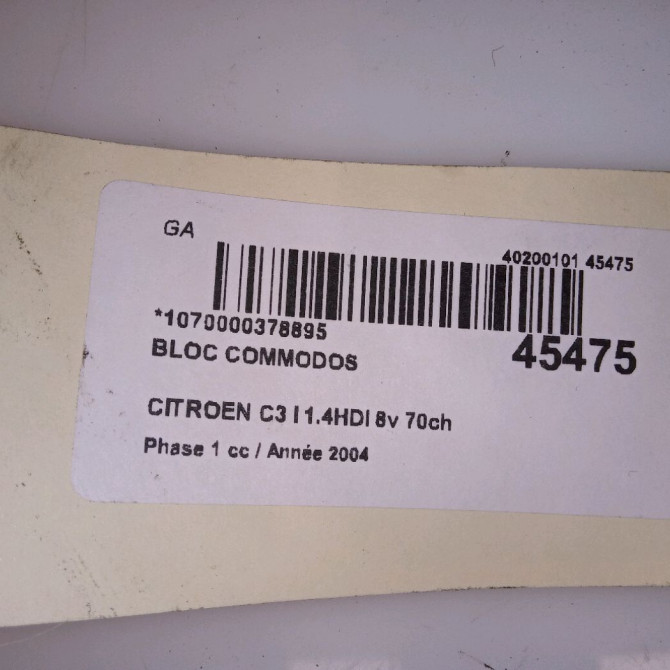 GA
40200101 45475
*1070000378895
45475
BLOC COMMODOS
CITROEN C3 I 1.4HDI 8v 70ch
Phase 1 cc / Année 2004